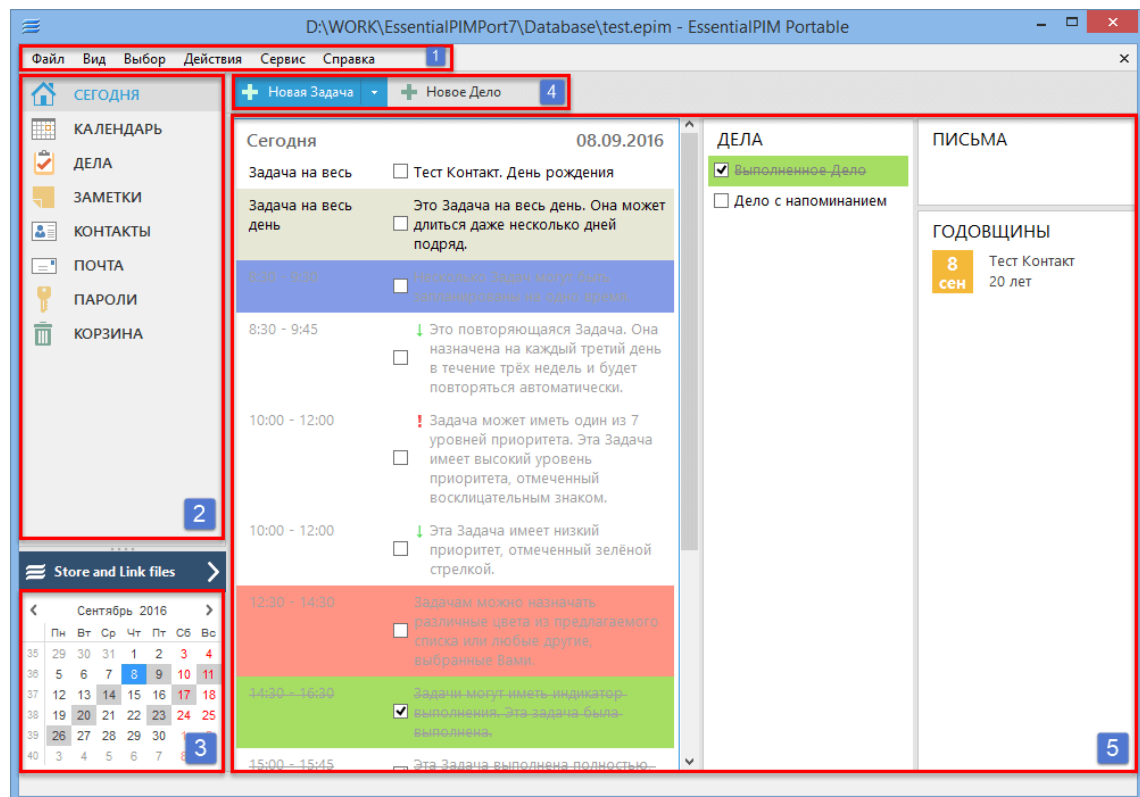 D:\WORK\EssentialPIMPort7\Database\test.epim - EssentialPIM Portable
Файл Вид Выбор Действия Сервис Справка 1
СЕГОДНЯ
КАЛЕНДАРЬ
ДЕЛА
ЗАМЕТКИ
КОНТАКТЫ
ПОЧТА
ПАРОЛИ
КОРЗИНА
2
Store and Link files
Сентябрь 2016
Пн Вт Ср Чт Пт Сб Вс
35 29 30 31 1 2 3 4
36 5 6 7 8 9 10 11
37 12 13 14 15 16 17 18
38 19 20 21 22 23 24 25
39 26 27 28 29 30
40 3 4 5 6 7
3
Новая Задача Новое Дело 4
Сегодня 08.09.2016
Задача на весь Тест Контакт. День рождения
Задача на весь
день
Это Задача на весь день. Она может
длиться даже несколько дней
подряд.
8:30 - 9:45
↓ Это повторяющаяся Задача. Она
назначена на каждый третий день
в течение трёх недель и будет
повторяться автоматически.
10:00 - 12:00
! Задача может иметь один из 7
уровней приоритета. Эта Задача
имеет высокий уровень
приоритета, отмеченный
восклицательным знаком.
10:00 - 12:00
↓ Эта Задача имеет низкий
приоритет, отмеченный зелёной
стрелкой.
12:30 - 14:30
Задачам можно назначать
различные цвета из предлагаемого
списка или любые другие,
выбранные Вами.
14:30 - 16:30
Задачи могут иметь индикатор
выполнения. Эта задача была
выполнена.
15:00 - 15:45
Эта Задача выполнена полностью,
ДЕЛА
Выполненное Дело
Дело с напоминанием
ПИСЬМА
ГОДОВЩИНЫ
8
сен
Тест Контакт
20 лет
5